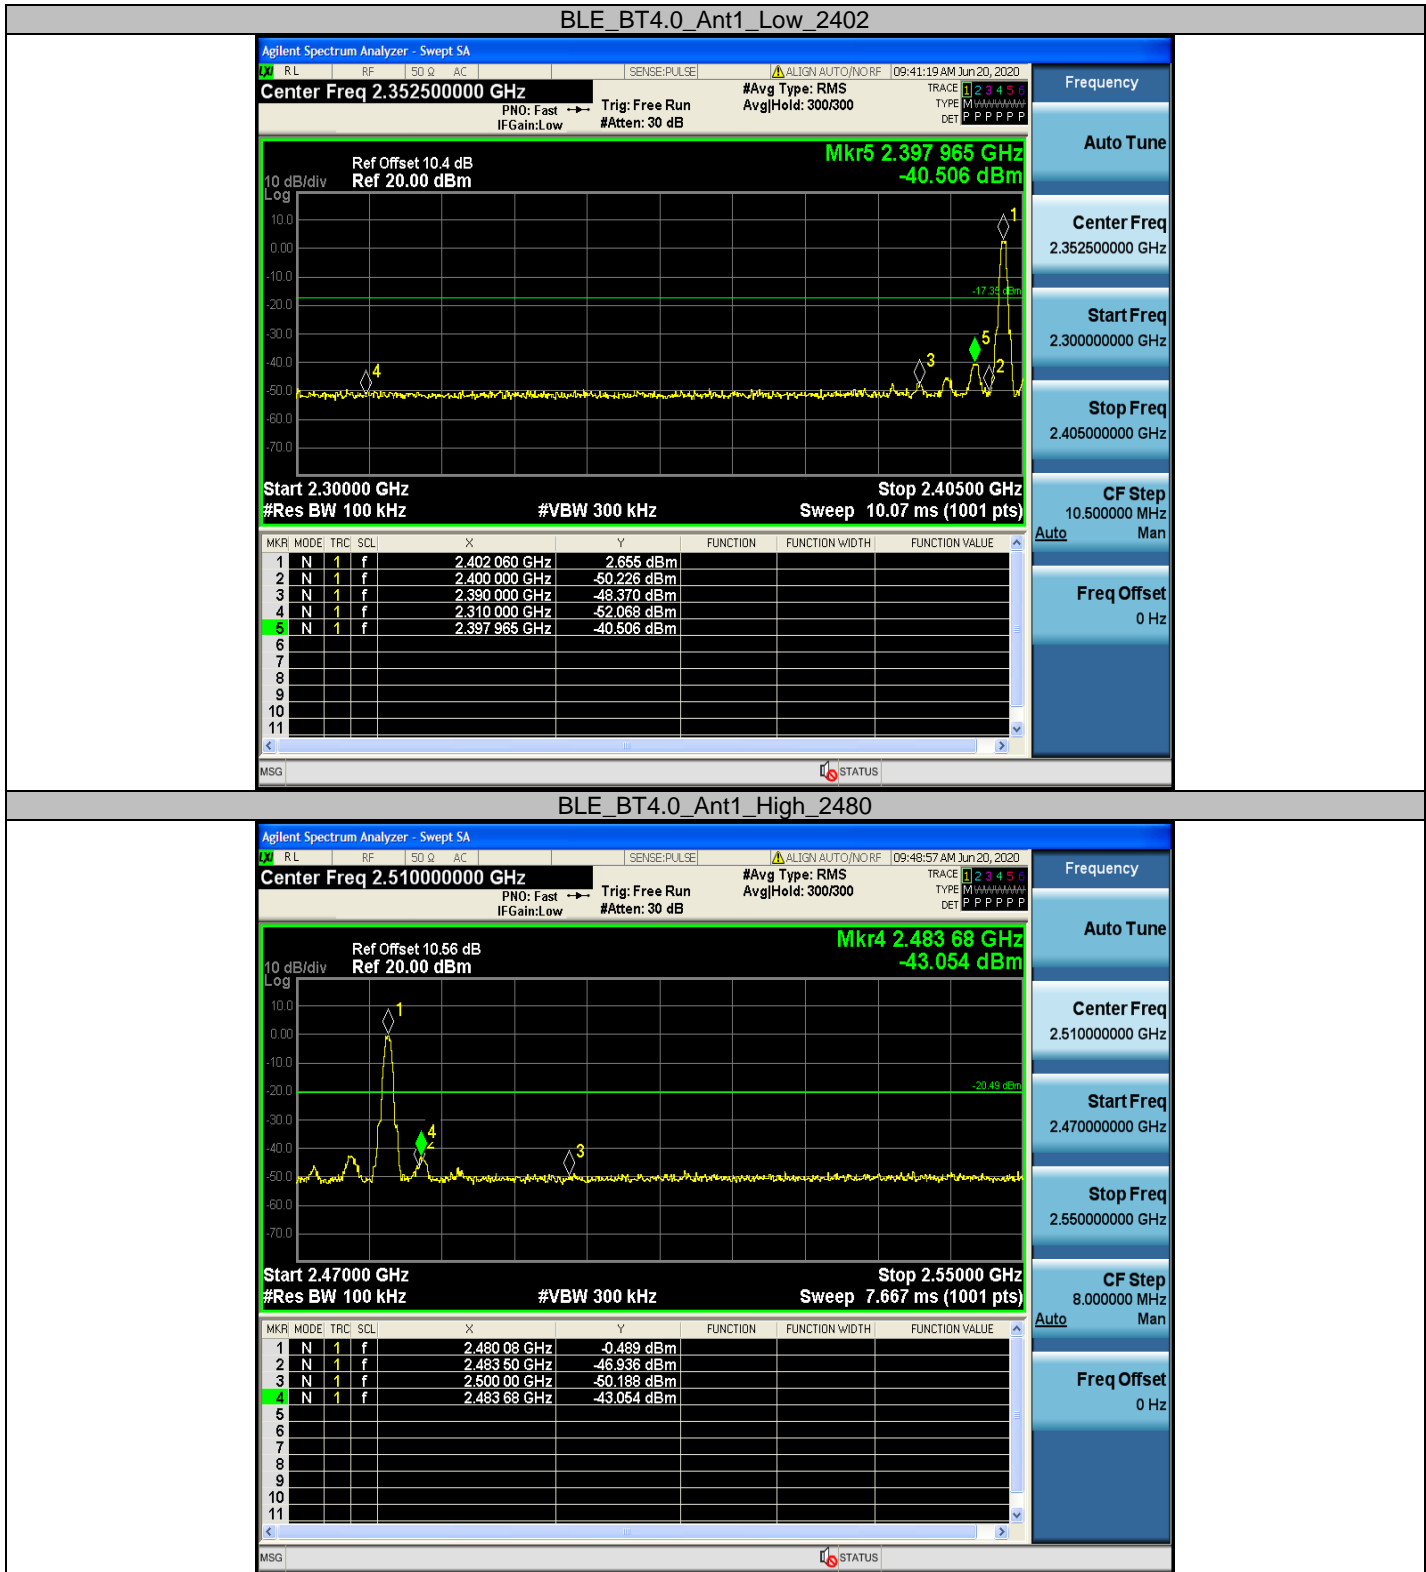 BLE_BT4.0_Ant1_Low_2402
Agilent Spectrum Analyzer - Swept SA
LXI RL RF 50 Ω AC SENSE:PULSE ALIGN AUTO/NO RF 09:41:19 AM Jun 20, 2020
Center Freq 2.352500000 GHz
PNO: Fast
IFGain:Low
Trig: Free Run
#Atten: 30 dB
#Avg Type: RMS
Avg|Hold: 300/300
TRACE 1 2 3 4 5 6
TYPE M
DET P P P P P P
Mkr5 2.397 965 GHz
-40.506 dBm
Ref Offset 10.4 dB
10 dB/div Ref 20.00 dBm
Log
10.0
0.00
-10.0
-20.0
-30.0
-40.0
-50.0
-60.0
-70.0
-17.35 dBm
1
5
3
2
4
Start 2.30000 GHz Stop 2.40500 GHz
#Res BW 100 kHz #VBW 300 kHz Sweep 10.07 ms (1001 pts)
MKR MODE TRC SCL X Y FUNCTION FUNCTION WIDTH FUNCTION VALUE
1 N 1 f 2.402 060 GHz 2.655 dBm
2 N 1 f 2.400 000 GHz -50.226 dBm
3 N 1 f 2.390 000 GHz -48.370 dBm
4 N 1 f 2.310 000 GHz -52.068 dBm
5 N 1 f 2.397 965 GHz -40.506 dBm
6
7
8
9
10
11
MSG STATUS
Frequency
Auto Tune
Center Freq
2.352500000 GHz
Start Freq
2.300000000 GHz
Stop Freq
2.405000000 GHz
CF Step
10.500000 MHz
Auto Man
Freq Offset
0 Hz
BLE_BT4.0_Ant1_High_2480
Agilent Spectrum Analyzer - Swept SA
LXI RL RF 50 Ω AC SENSE:PULSE ALIGN AUTO/NO RF 09:48:57 AM Jun 20, 2020
Center Freq 2.510000000 GHz
PNO: Fast
IFGain:Low
Trig: Free Run
#Atten: 30 dB
#Avg Type: RMS
Avg|Hold: 300/300
TRACE 1 2 3 4 5 6
TYPE M
DET P P P P P P
Mkr4 2.483 68 GHz
-43.054 dBm
Ref Offset 10.56 dB
10 dB/div Ref 20.00 dBm
Log
10.0
0.00
-10.0
-20.0
-30.0
-40.0
-50.0
-60.0
-70.0
-20.49 dBm
1
4
2
3
Start 2.47000 GHz Stop 2.55000 GHz
#Res BW 100 kHz #VBW 300 kHz Sweep 7.667 ms (1001 pts)
MKR MODE TRC SCL X Y FUNCTION FUNCTION WIDTH FUNCTION VALUE
1 N 1 f 2.480 08 GHz -0.489 dBm
2 N 1 f 2.483 50 GHz -46.936 dBm
3 N 1 f 2.500 00 GHz -50.188 dBm
4 N 1 f 2.483 68 GHz -43.054 dBm
5
6
7
8
9
10
11
MSG STATUS
Frequency
Auto Tune
Center Freq
2.510000000 GHz
Start Freq
2.470000000 GHz
Stop Freq
2.550000000 GHz
CF Step
8.000000 MHz
Auto Man
Freq Offset
0 Hz